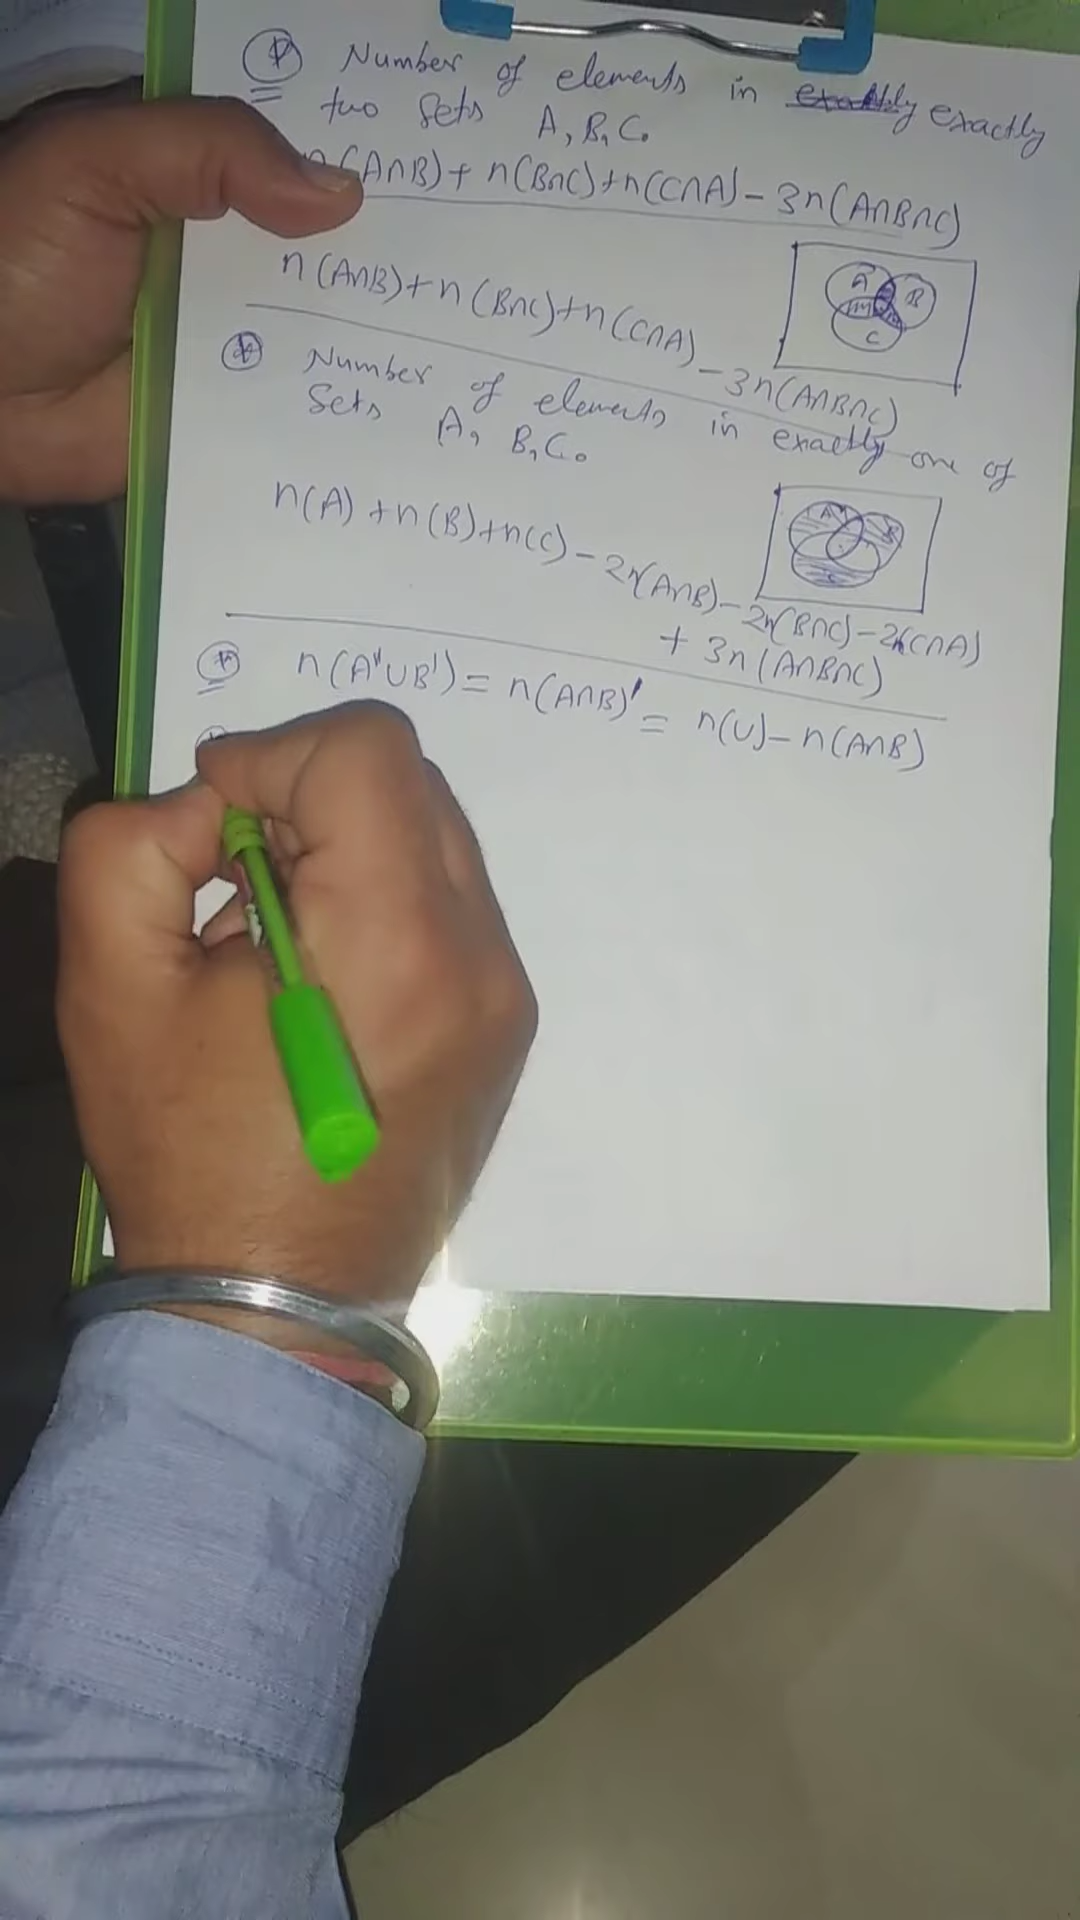 Number of elements in exactly exactly
two Sets A, B, C.
n(A∩B)+ n(B∩C)+n(C∩A)- 3n(A∩B∩C)
n(A∩B)+n(B∩C)+n(C∩A)-3n(A∩B∩C)
A
B
C
Number of elements in exactly one of
Sets A, B, C.
n(A)+n(B)+n(C)-2n(A∩B)-2n(B∩C)-2n(C∩A)
+ 3n(A∩B∩C)
A
B
C
n(A'∪B')= n(A∩B)' = n(U)-n(A∩B)